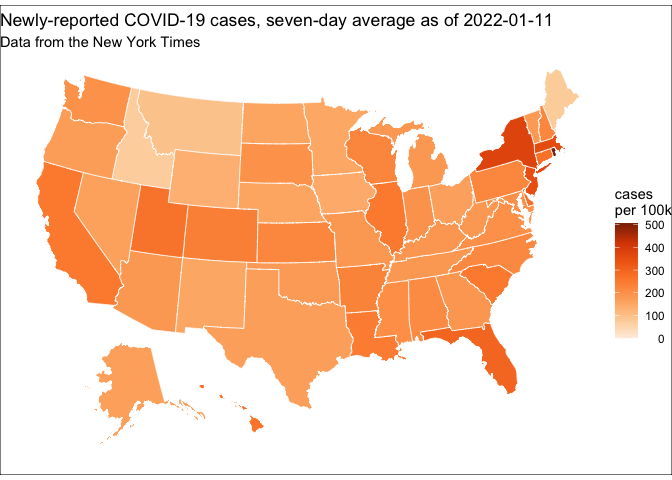 Newly-reported COVID-19 cases, seven-day average as of 2022-01-11
Data from the New York Times
cases
per 100k
500
400
300
200
100
0